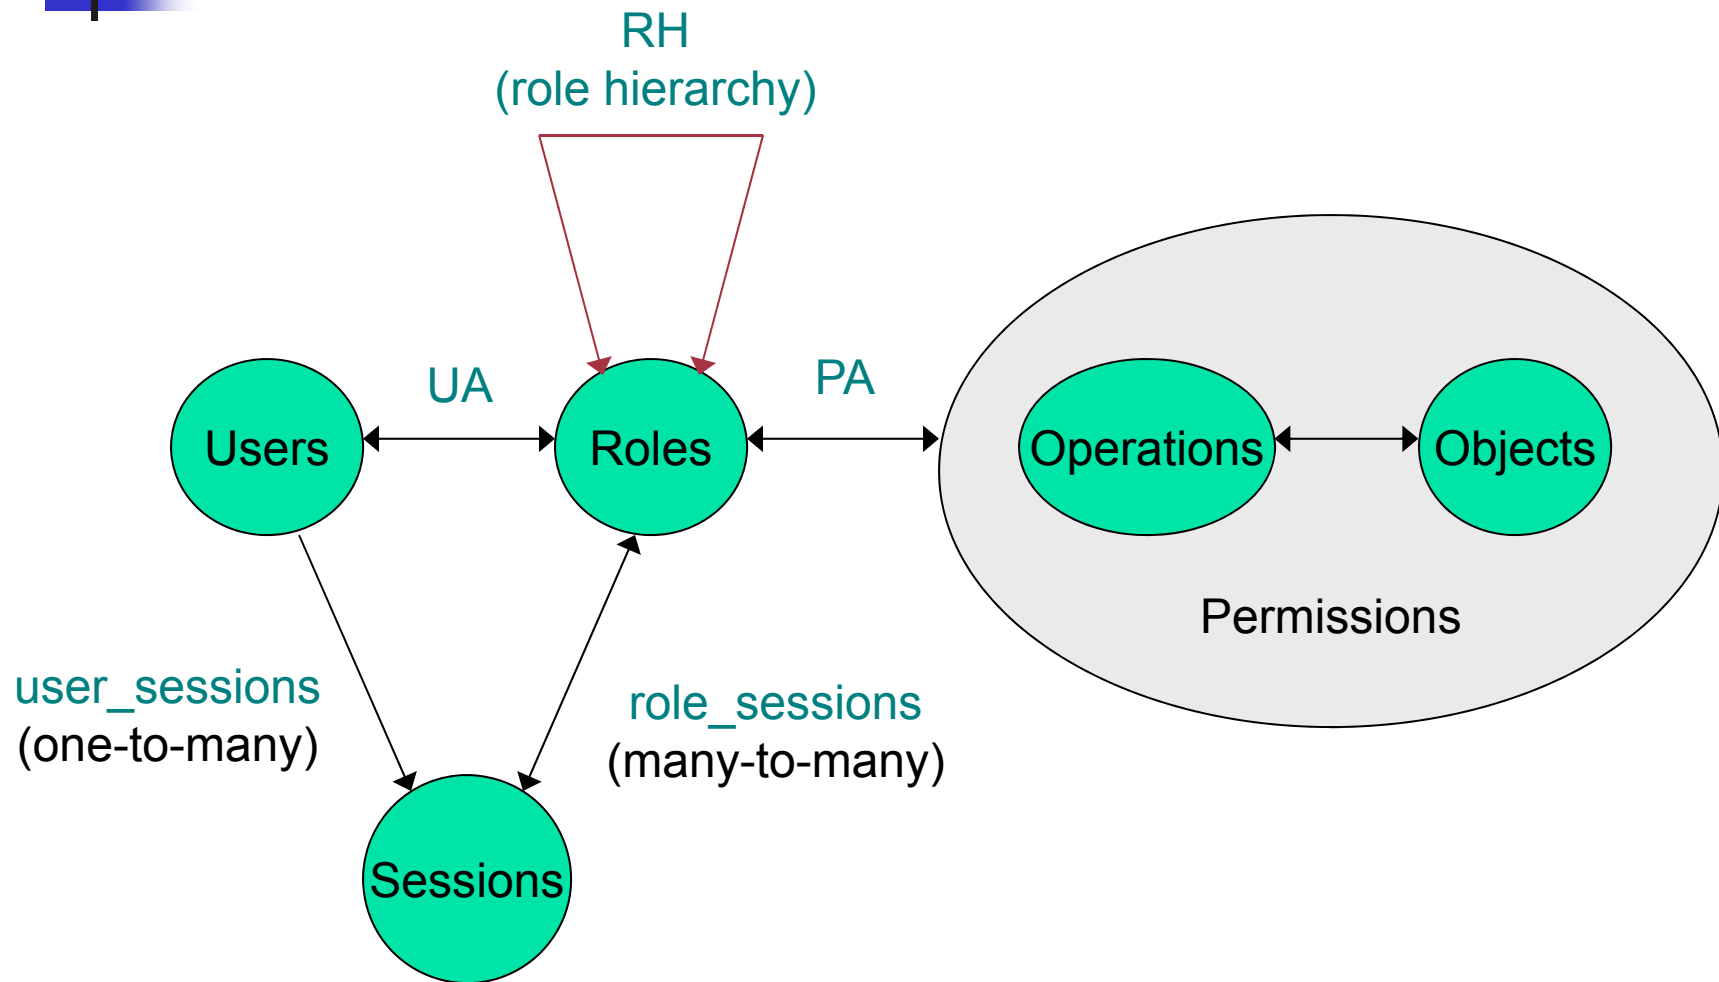 RH
(role hierarchy)
UA
PA
Users
Roles
Operations
Objects
Permissions
user_sessions
(one-to-many)
role_sessions
(many-to-many)
Sessions